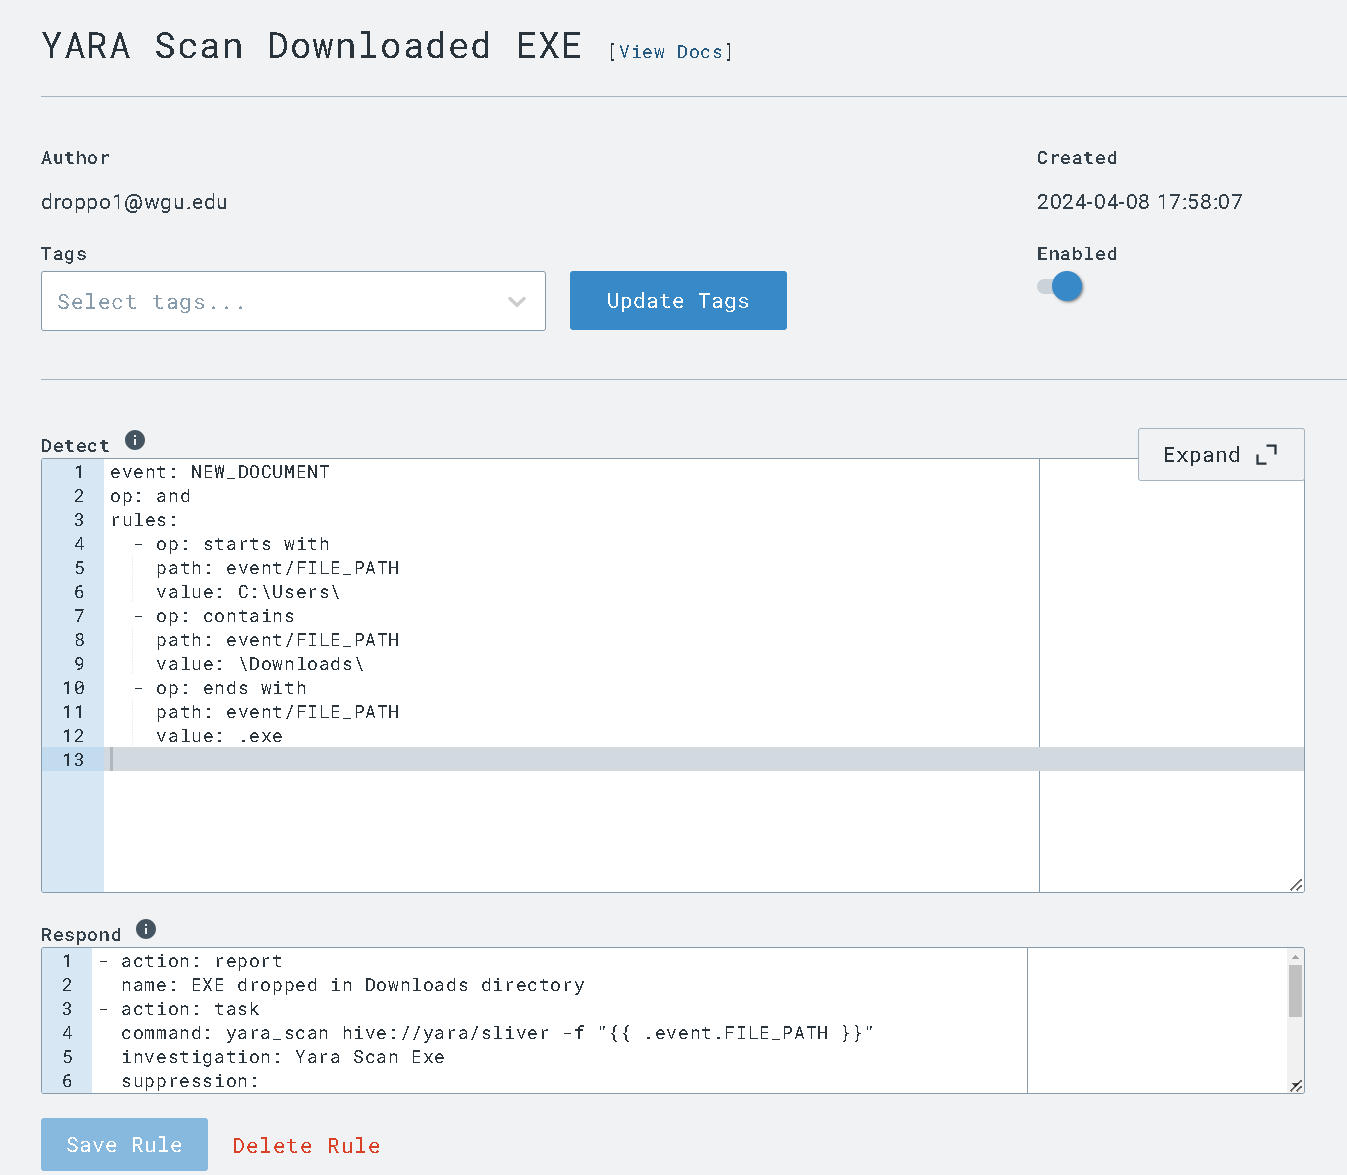 YARA Scan Downloaded EXE [View Docs]
Author
Created
droppo1@wgu.edu
2024-04-08 17:58:07
Tags
Enabled
Select tags...
Update Tags
Detect
Expand
1 event: NEW_DOCUMENT
2 op: and
3 rules:
4   - op: starts with
5     path: event/FILE_PATH
6     value: C:\Users\
7   - op: contains
8     path: event/FILE_PATH
9     value: \Downloads\
10   - op: ends with
11     path: event/FILE_PATH
12     value: .exe
13
Respond
1 - action: report
2   name: EXE dropped in Downloads directory
3 - action: task
4   command: yara_scan hive://yara/sliver -f "{{ .event.FILE_PATH }}"
5   investigation: Yara Scan Exe
6   suppression:
Save Rule
Delete Rule